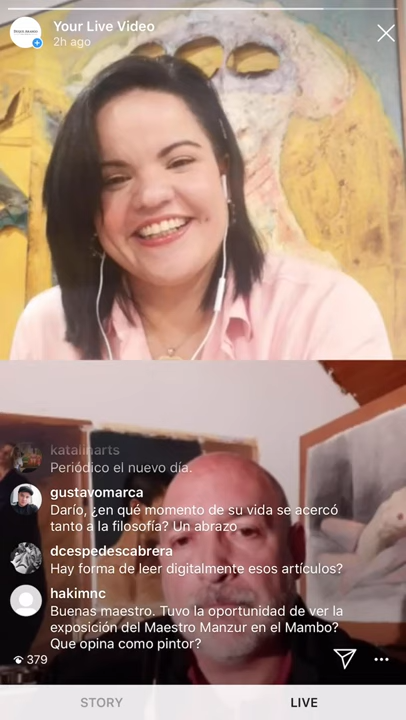 Your Live Video
2h ago
katalinarts
Periódico el nuevo día.
gustavomarca
Darío, ¿en qué momento de su vida se acercó
tanto a la filosofía? Un abrazo
dcespedescabrera
Hay forma de leer digitalmente esos artículos?
hakimnc
Buenas maestro. Tuvo la oportunidad de ver la
exposición del Maestro Manzur en el Mambo?
Que opina como pintor?
379
STORY
LIVE